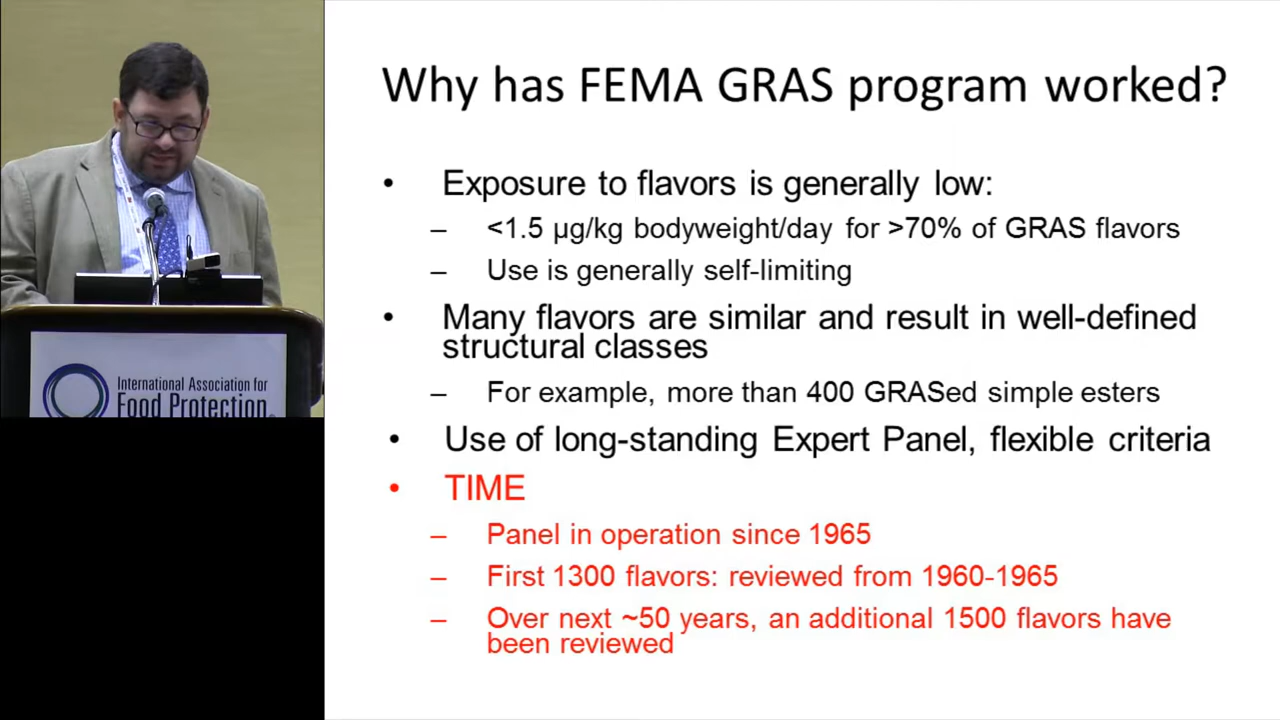 Why has FEMA GRAS program worked?
• Exposure to flavors is generally low:
– <1.5 µg/kg bodyweight/day for >70% of GRAS flavors
– Use is generally self-limiting
• Many flavors are similar and result in well-defined
structural classes
– For example, more than 400 GRASed simple esters
• Use of long-standing Expert Panel, flexible criteria
• TIME
– Panel in operation since 1965
– First 1300 flavors: reviewed from 1960-1965
– Over next ~50 years, an additional 1500 flavors have
been reviewed
International Association for
Food Protection